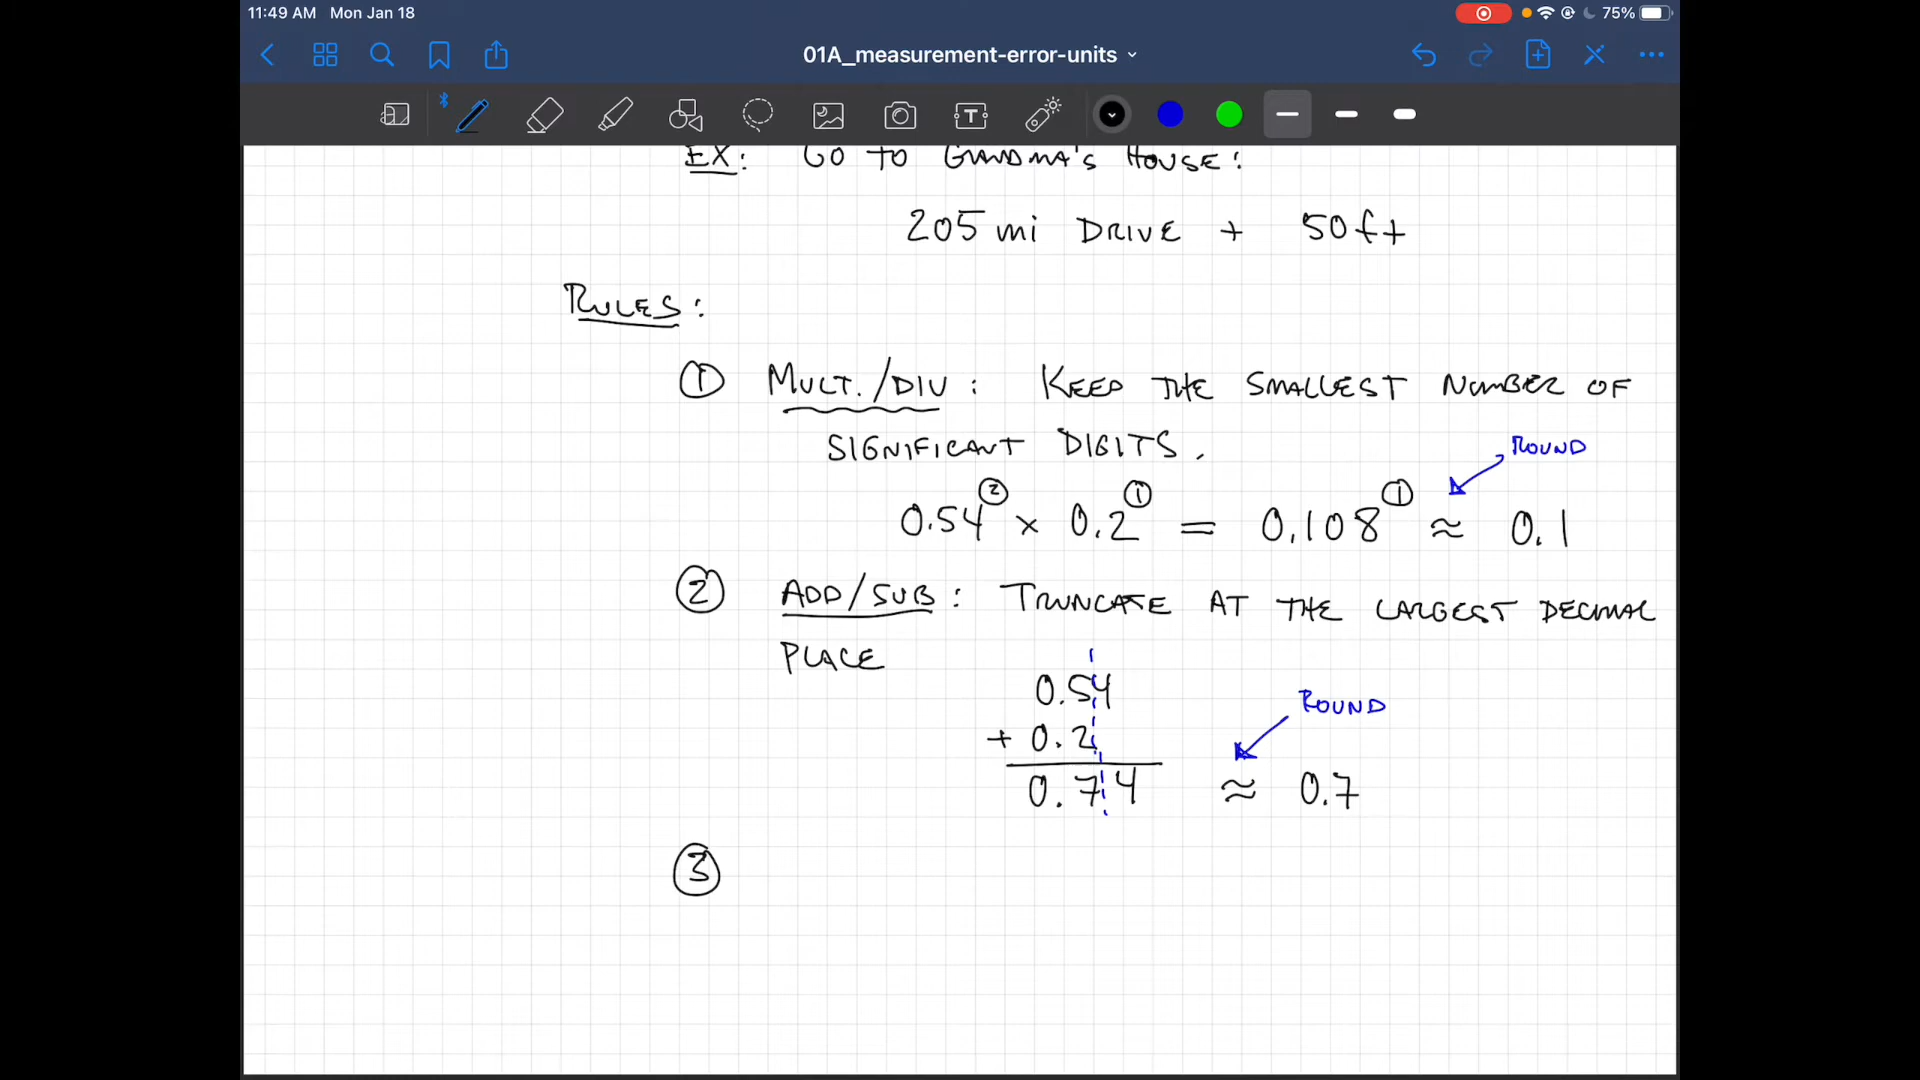 11:49 AM Mon Jan 18
75%
01A_measurement-error-units
T
EX: GO TO GRANDMA'S HOUSE:
205 mi DRIVE + 50 ft
RULES:
① MULT./DIV: KEEP THE SMALLEST NUMBER OF
SIGNIFICANT DIGITS.
ROUND
0.54 ② × 0.2 ① = 0.108 ① ≈ 0.1
② ADD/SUB: TRUNCATE AT THE LARGEST DECIMAL
PLACE
0.54
+ 0.2
ROUND
0.74 ≈ 0.7
③